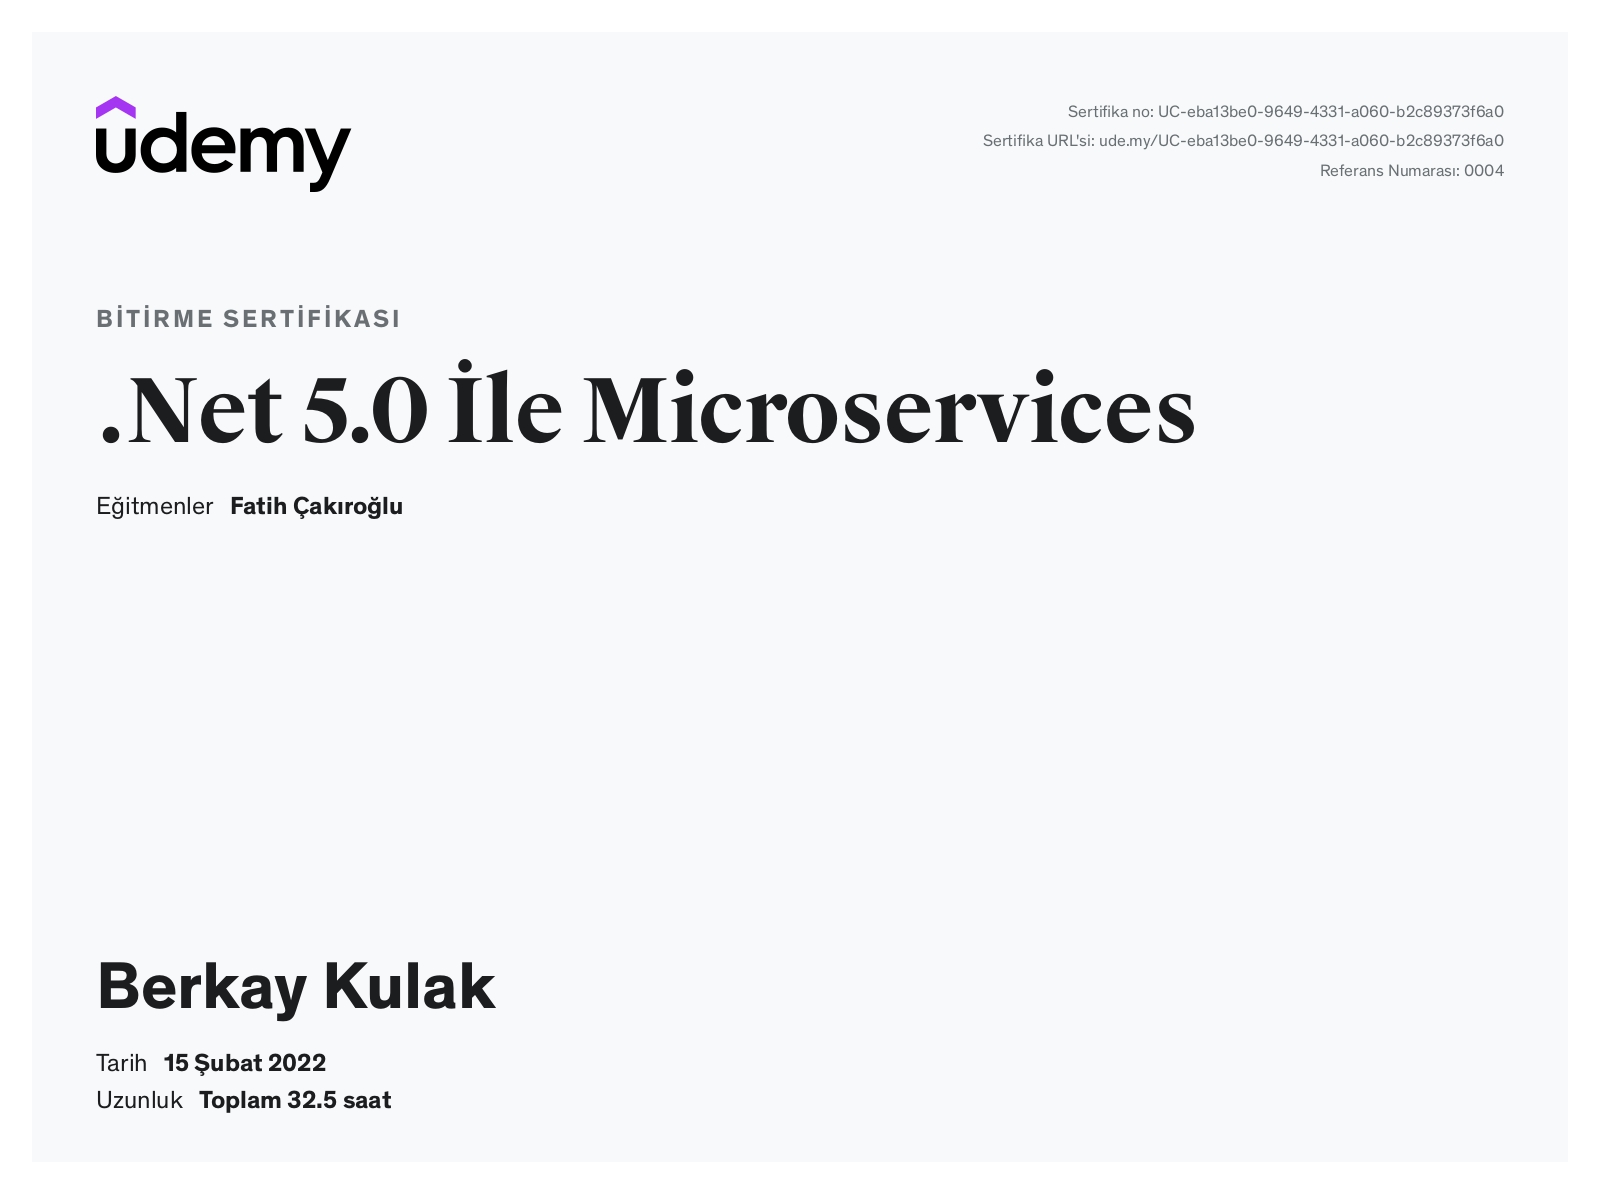 udemy
Sertifika no: UC-eba13be0-9649-4331-a060-b2c89373f6a0
Sertifika URL'si: ude.my/UC-eba13be0-9649-4331-a060-b2c89373f6a0
Referans Numarası: 0004
BİTİRME SERTİFİKASI
.Net 5.0 İle Microservices
Eğitmenler Fatih Çakıroğlu
Berkay Kulak
Tarih 15 Şubat 2022
Uzunluk Toplam 32.5 saat